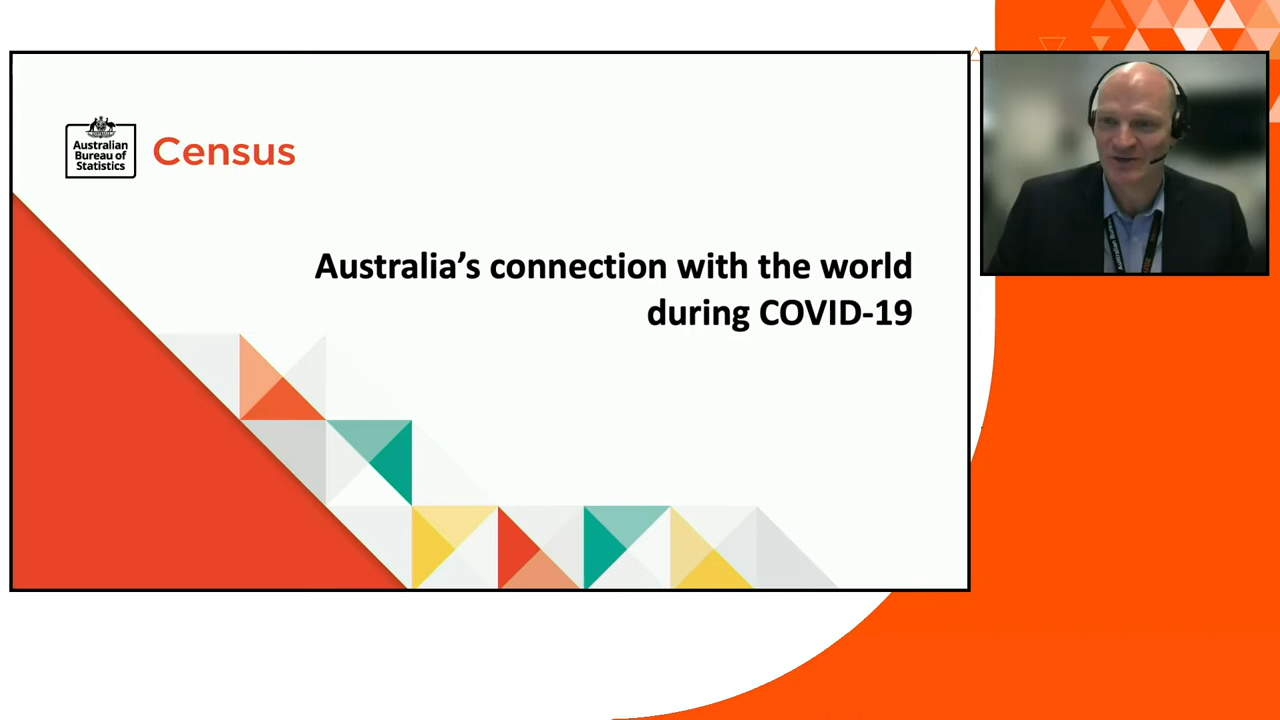 Australian
Bureau of
Statistics
Census
Australia's connection with the world
during COVID-19